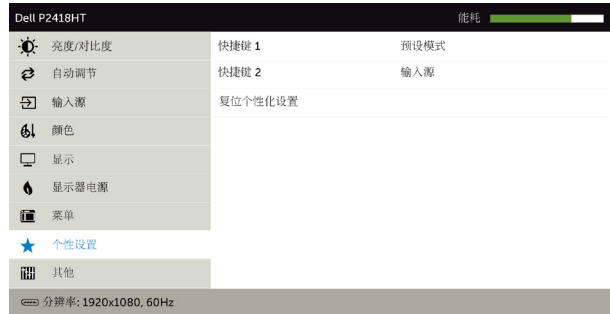 Dell P2418HT 能耗
亮度/对比度 快捷键 1 预设模式
自动调节 快捷键 2 输入源
输入源 复位个性化设置
颜色
显示
显示器电源
菜单
个性设置
其他
分辨率: 1920x1080, 60Hz